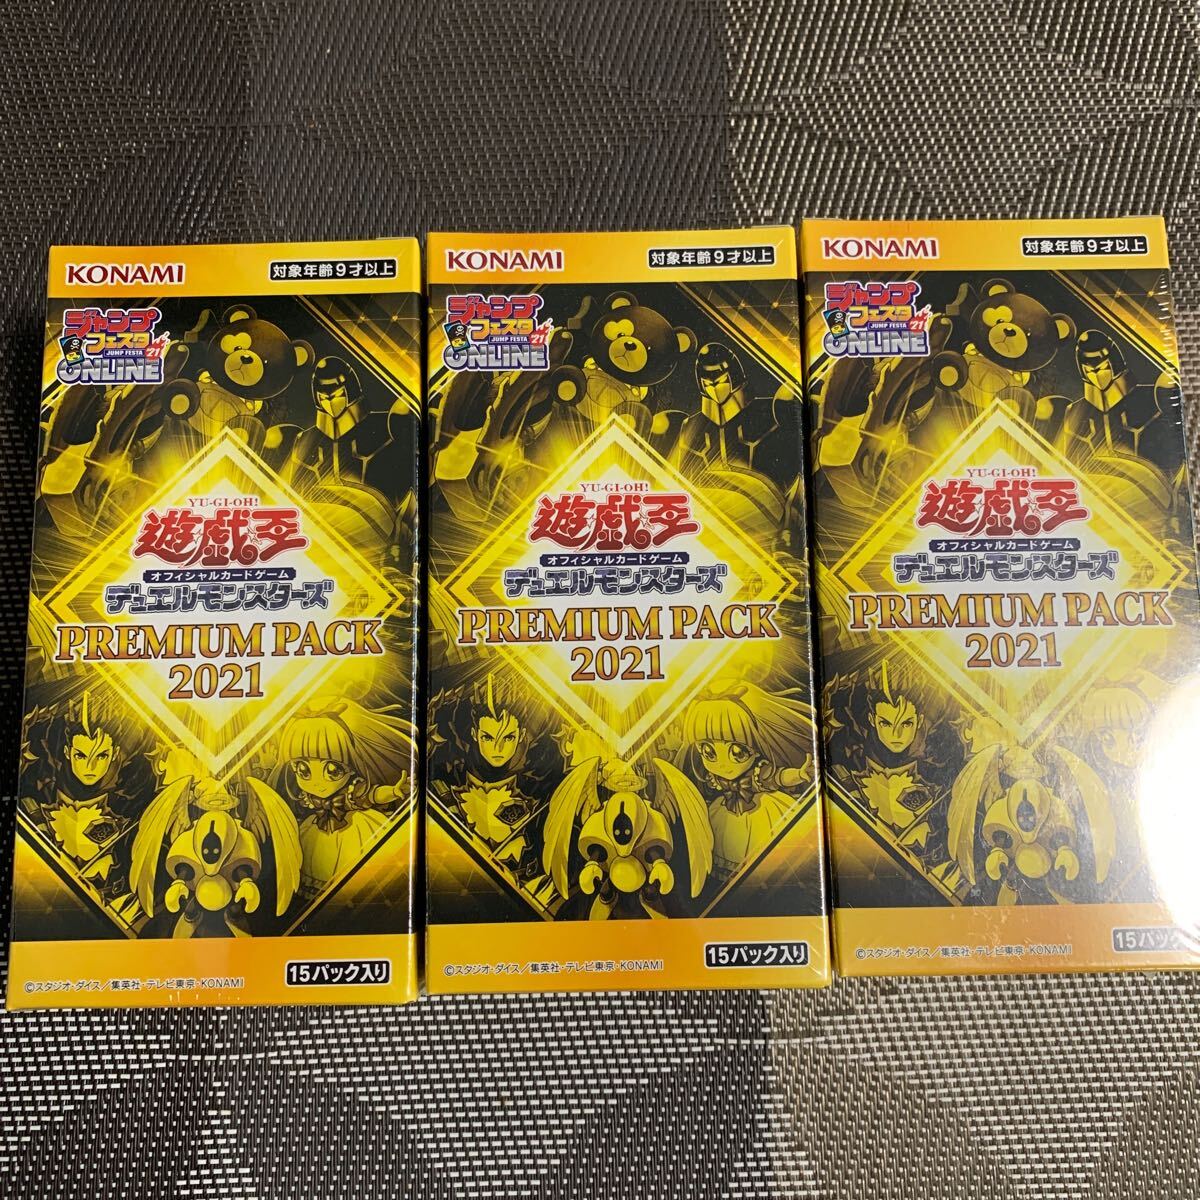 KONAMI
対象年齢9才以上
ジャンプ
フェスタ
JUMP FESTA '21
ONLINE
YU-GI-OH!
遊戯王
オフィシャルカードゲーム
デュエルモンスターズ
PREMIUM PACK
2021
©スタジオ・ダイス/集英社・テレビ東京・KONAMI
15パック入り
KONAMI
対象年齢9才以上
ジャンプ
フェスタ
JUMP FESTA '21
ONLINE
YU-GI-OH!
遊戯王
オフィシャルカードゲーム
デュエルモンスターズ
PREMIUM PACK
2021
©スタジオ・ダイス/集英社・テレビ東京・KONAMI
15パック入り
KONAMI
対象年齢9才以上
ジャンプ
フェスタ
JUMP FESTA '21
ONLINE
YU-GI-OH!
遊戯王
オフィシャルカードゲーム
デュエルモンスターズ
PREMIUM PACK
2021
©スタジオ・ダイス/集英社・テレビ東京・KONAMI
15パック